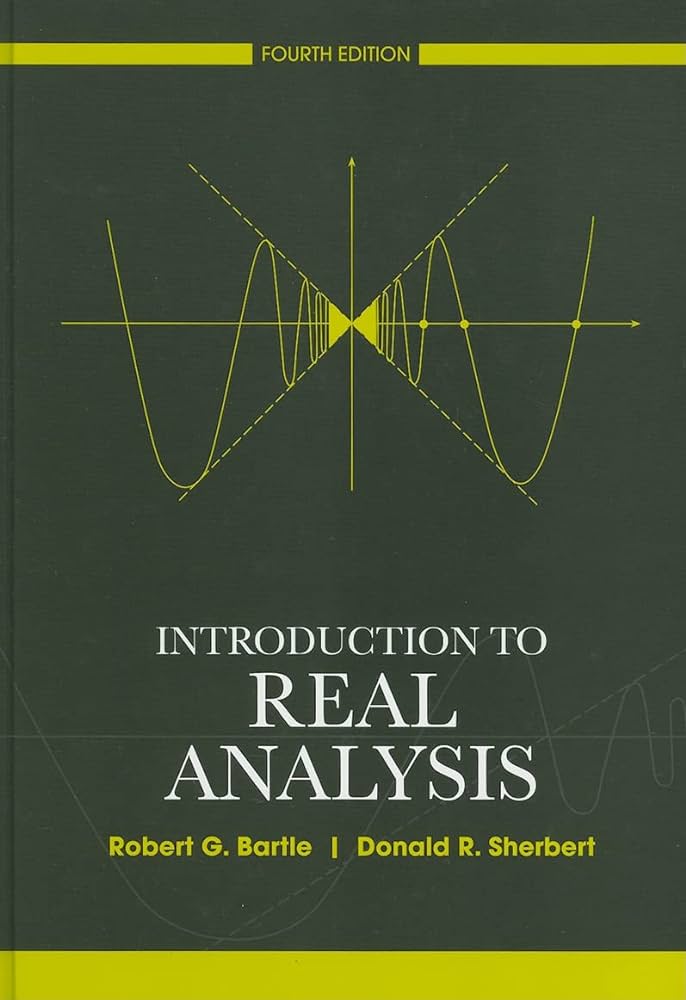 FOURTH EDITION
INTRODUCTION TO
REAL
ANALYSIS
Robert G. Bartle | Donald R. Sherbert